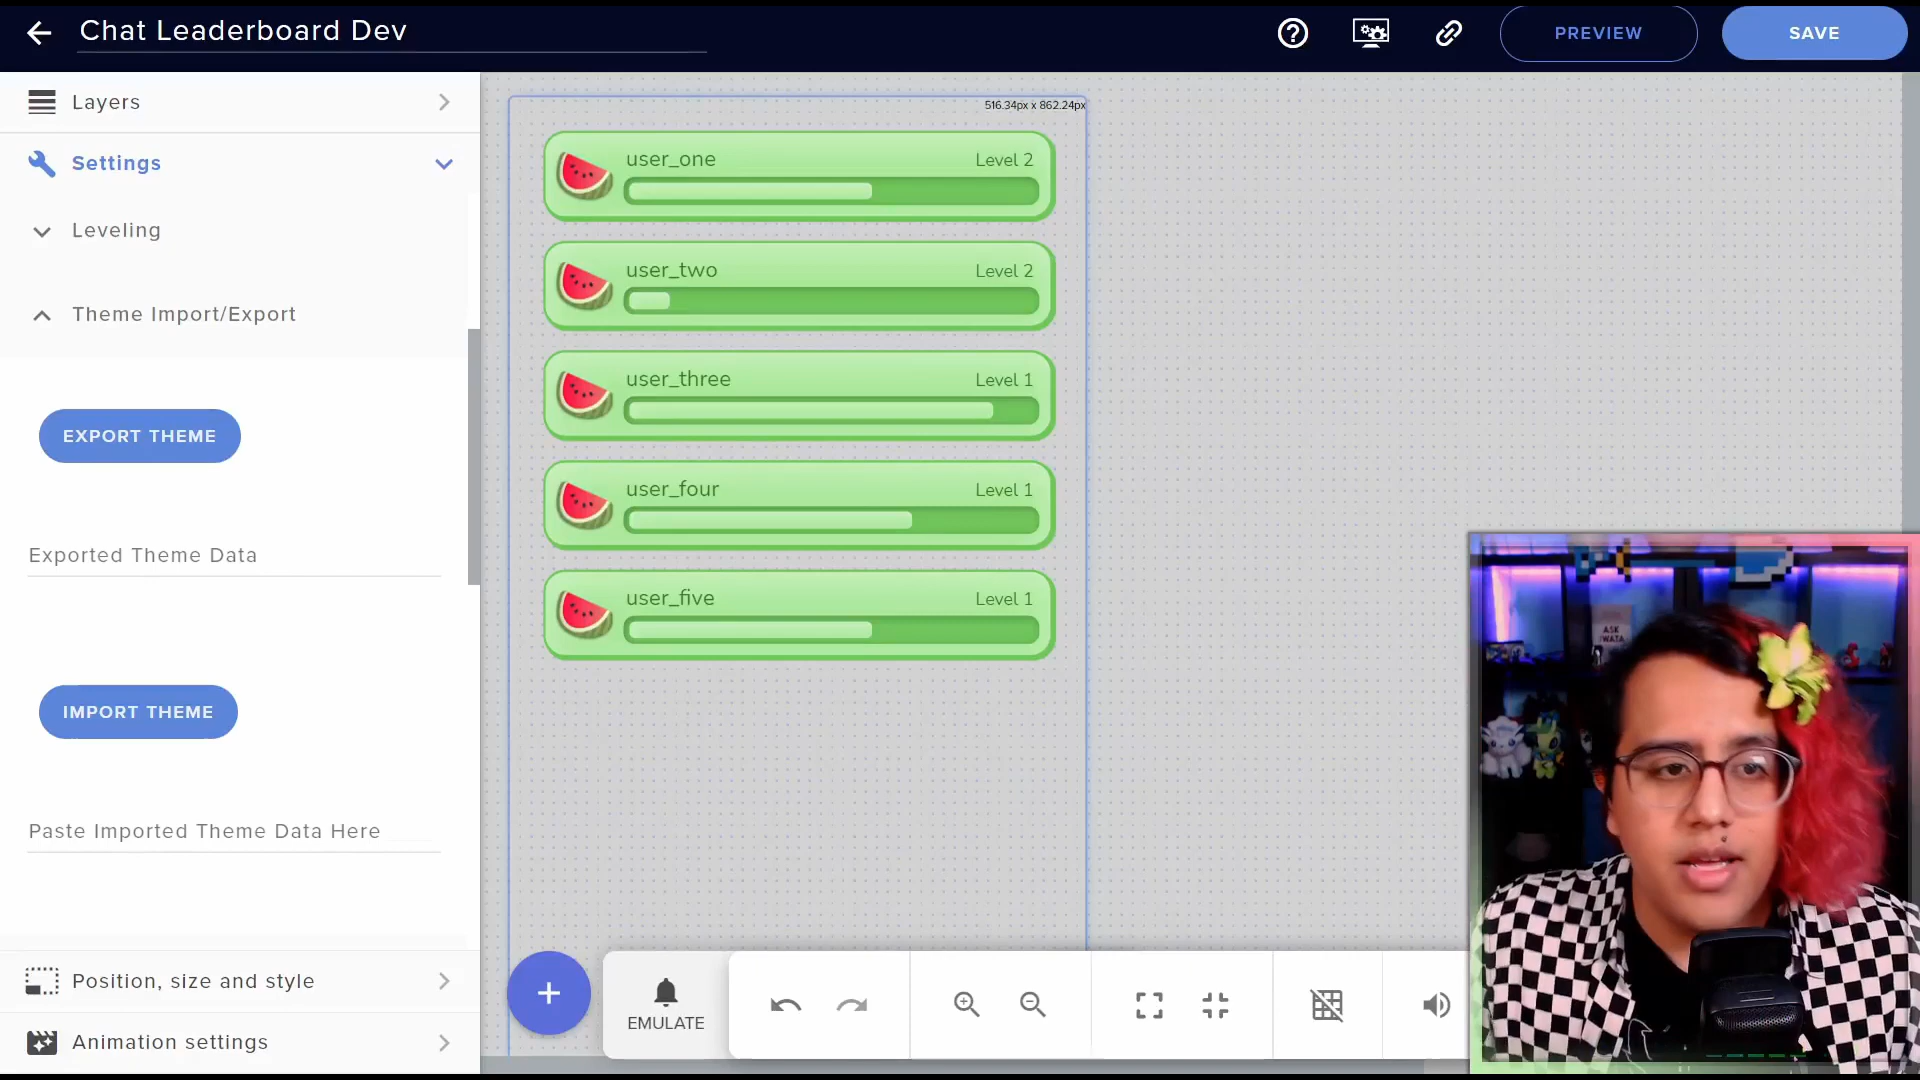 Chat Leaderboard Dev
PREVIEW
SAVE
Layers
Settings
Leveling
Theme Import/Export
EXPORT THEME
Exported Theme Data
IMPORT THEME
Paste Imported Theme Data Here
Position, size and style
Animation settings
516.34px x 862.24px
user_one
Level 2
user_two
Level 2
user_three
Level 1
user_four
Level 1
user_five
Level 1
EMULATE
ASK
WATA